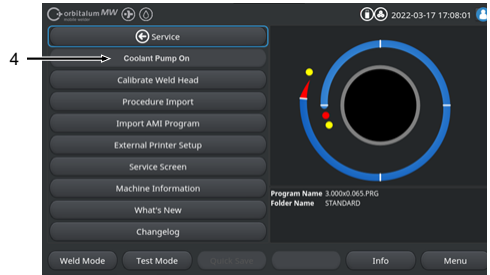 orbitalum MW
mobile welder
2022-03-17 17:08:01
Service
4
Coolant Pump On
Calibrate Weld Head
Procedure Import
Import AMI Program
External Printer Setup
Service Screen
Machine Information
What's New
Changelog
Program Name 3.000x0.065.PRG
Folder Name STANDARD
Weld Mode
Test Mode
Quick Save
Info
Menu